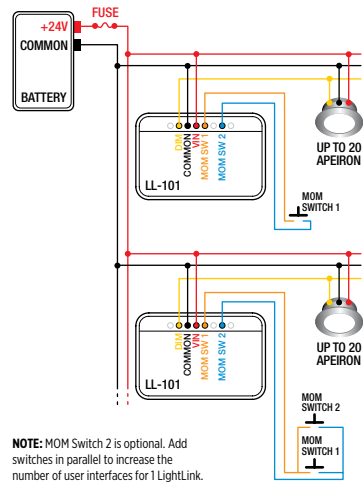 FUSE
+24V
COMMON
BATTERY
DIM
COMMON
VIN
MOM SW 1
MOM SW 2
LL-101
UP TO 20
APEIRON
MOM
SWITCH 1
DIM
COMMON
VIN
MOM SW 1
MOM SW 2
LL-101
UP TO 20
APEIRON
MOM
SWITCH 2
MOM
SWITCH 1
NOTE: MOM Switch 2 is optional. Add
switches in parallel to increase the
number of user interfaces for 1 LightLink.